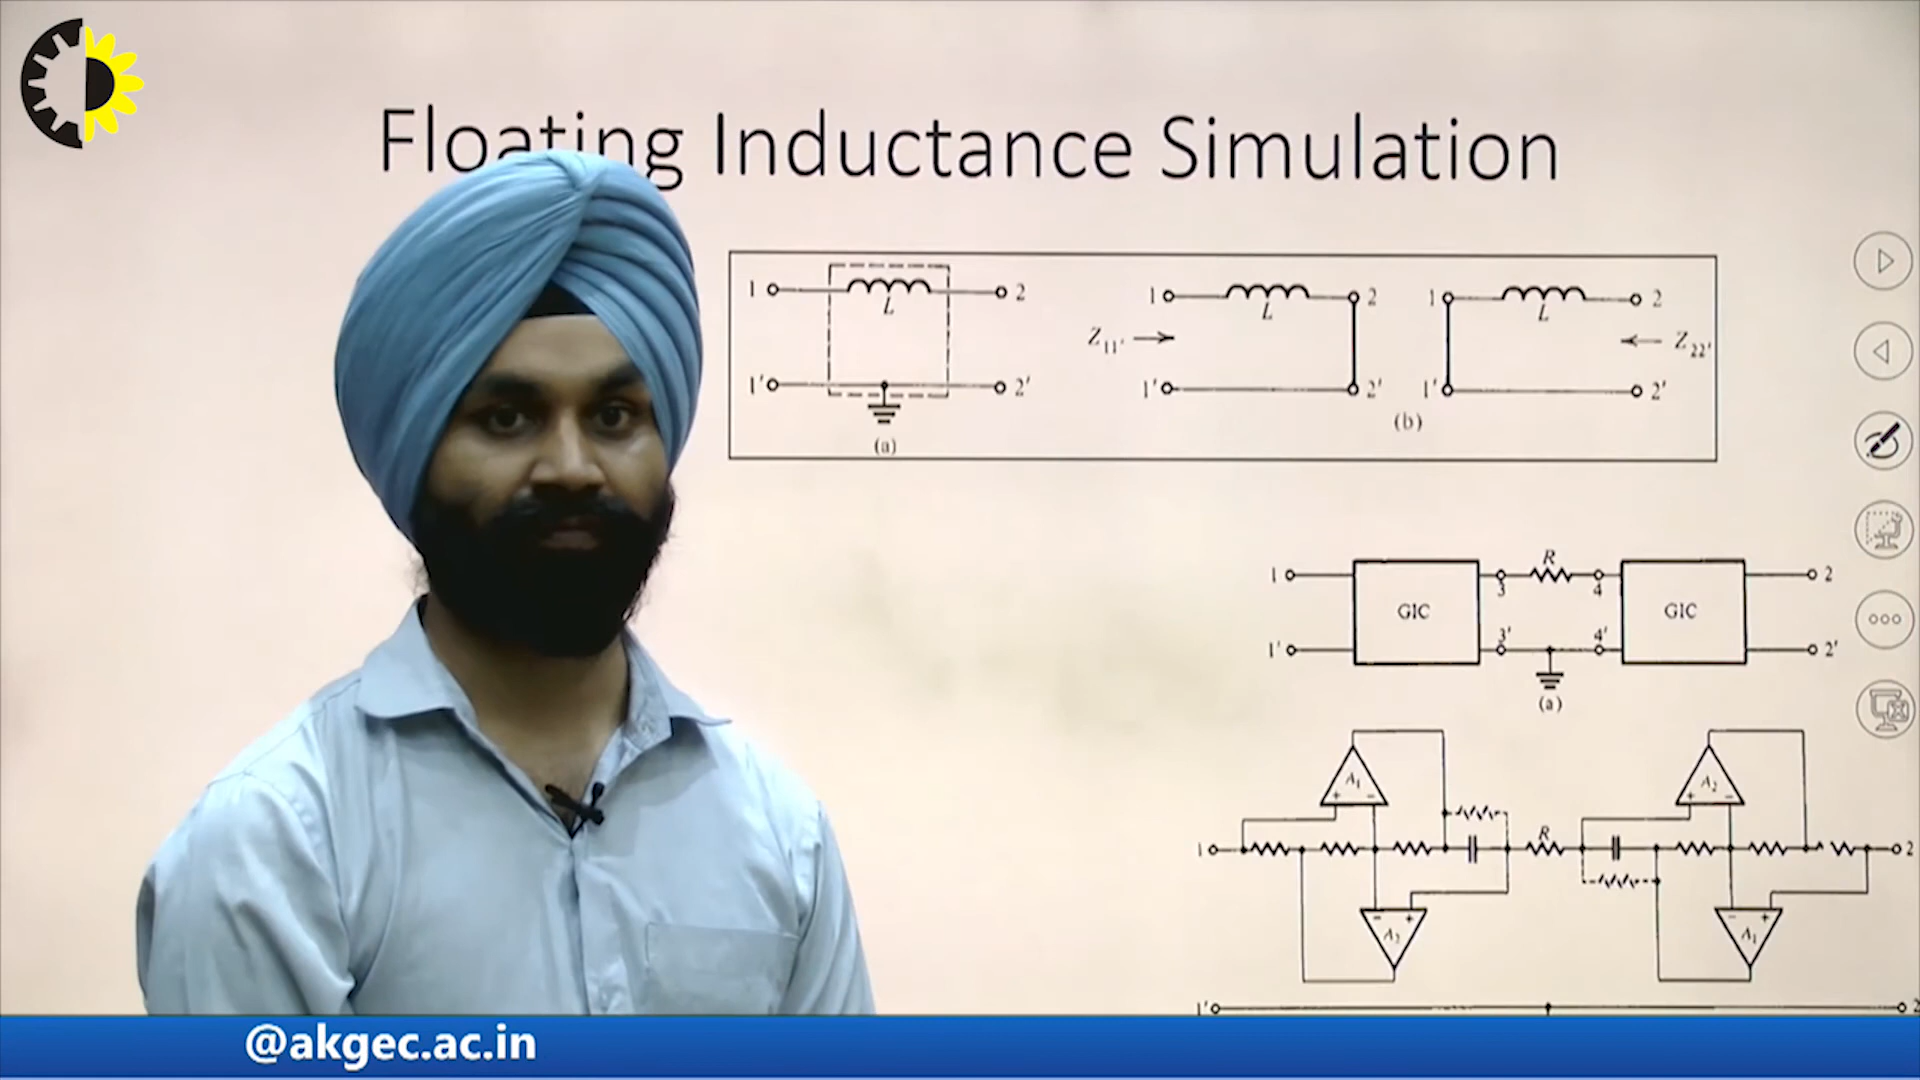 Floating Inductance Simulation
1 L 2
1' 2'
(a)
1 L 2
Z11'
1' 2'
1 L 2
Z22'
1' 2'
(b)
1 GIC 3 R 4 GIC 2
1' 3' 4' 2'
(a)
A1 + -
A2 + -
1 R 2
- + A2
- + A1
1' 2
@akgec.ac.in